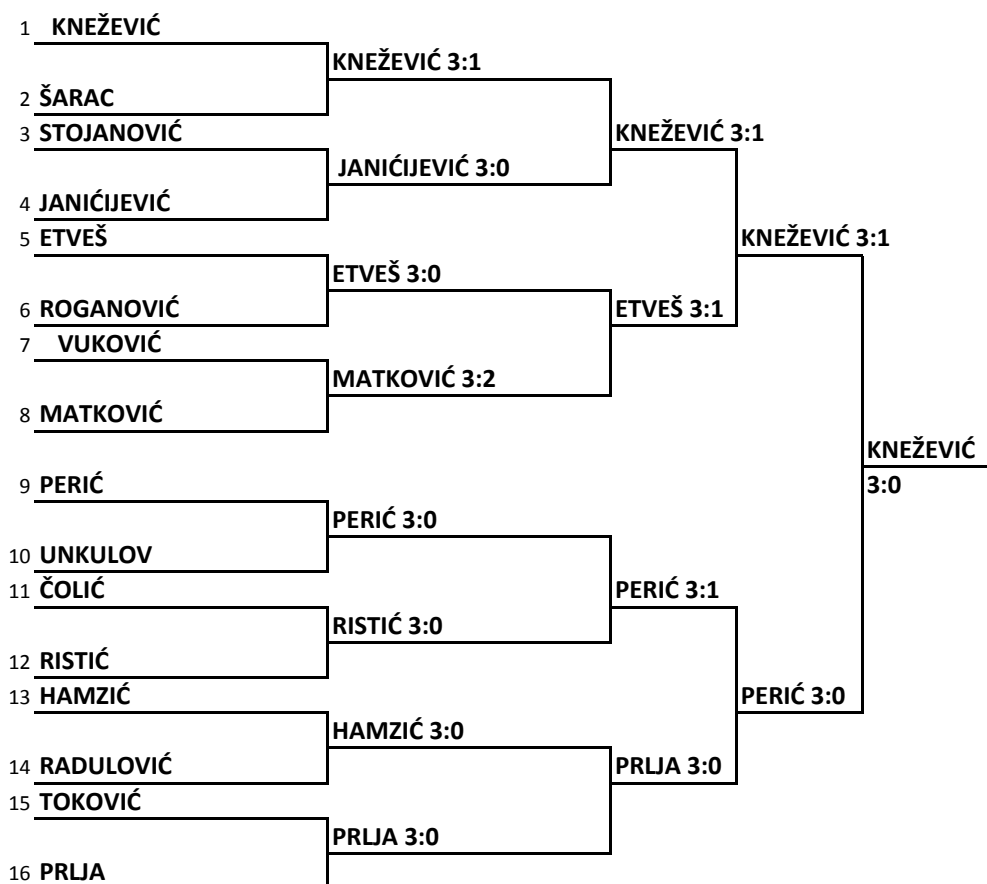 1 KNEŽEVIĆ
KNEŽEVIĆ 3:1
2 ŠARAC
3 STOJANOVIĆ
KNEŽEVIĆ 3:1
JANIĆIJEVIĆ 3:0
4 JANIĆIJEVIĆ
5 ETVEŠ
KNEŽEVIĆ 3:1
ETVEŠ 3:0
6 ROGANOVIĆ
ETVEŠ 3:1
7 VUKOVIĆ
MATKOVIĆ 3:2
8 MATKOVIĆ
KNEŽEVIĆ
3:0
9 PERIĆ
PERIĆ 3:0
10 UNKULOV
11 ČOLIĆ
PERIĆ 3:1
RISTIĆ 3:0
12 RISTIĆ
13 HAMZIĆ
PERIĆ 3:0
HAMZIĆ 3:0
14 RADULOVIĆ
PRLJA 3:0
15 TOKOVIĆ
PRLJA 3:0
16 PRLJA